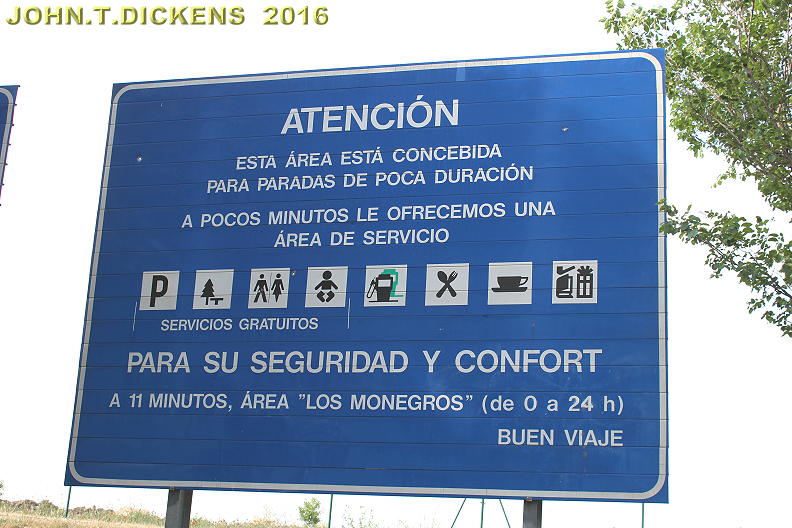 JOHN.T.DICKENS 2016
ATENCIÓN
ESTA ÁREA ESTÁ CONCEBIDA
PARA PARADAS DE POCA DURACIÓN
A POCOS MINUTOS LE OFRECEMOS UNA
ÁREA DE SERVICIO
P
SERVICIOS GRATUITOS
PARA SU SEGURIDAD Y CONFORT
A 11 MINUTOS, ÁREA "LOS MONEGROS" (de 0 a 24 h)
BUEN VIAJE